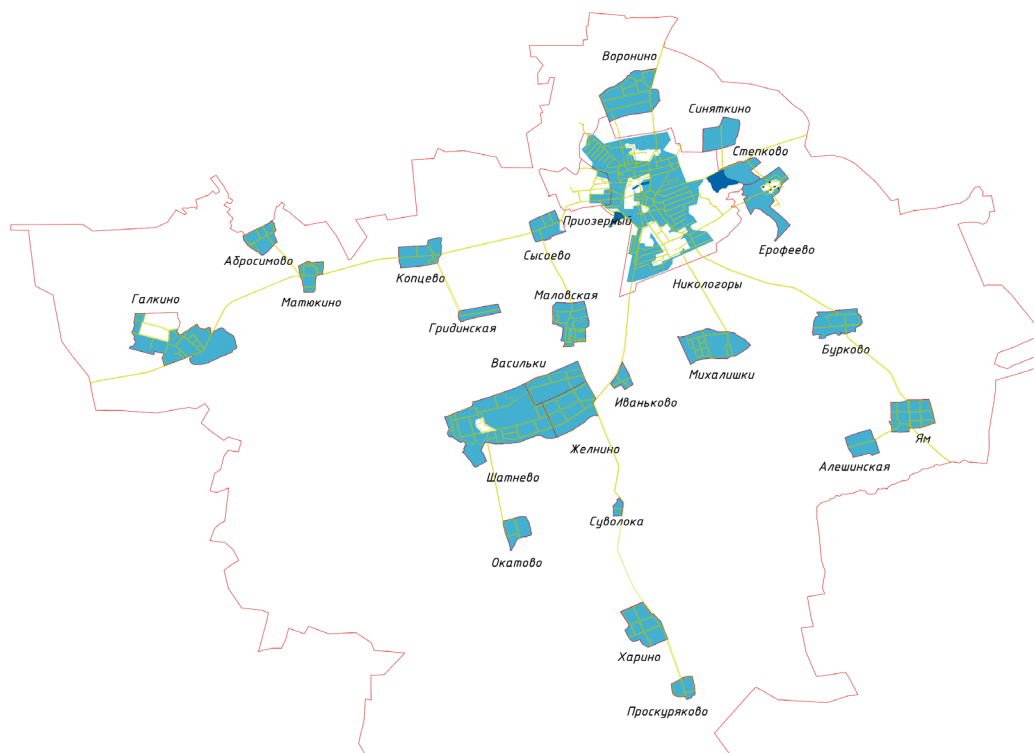 Воронино
Синяткино
Степково
Приозерный
Ерофеево
Сысоево
Абросимово
Копцево
Матюкино
Никологоры
Галкино
Маловская
Гридинская
Бурково
Васильки
Михалишки
Иваньково
Ям
Желнино
Алешинская
Шатнево
Суволока
Окатово
Харино
Проскуряково